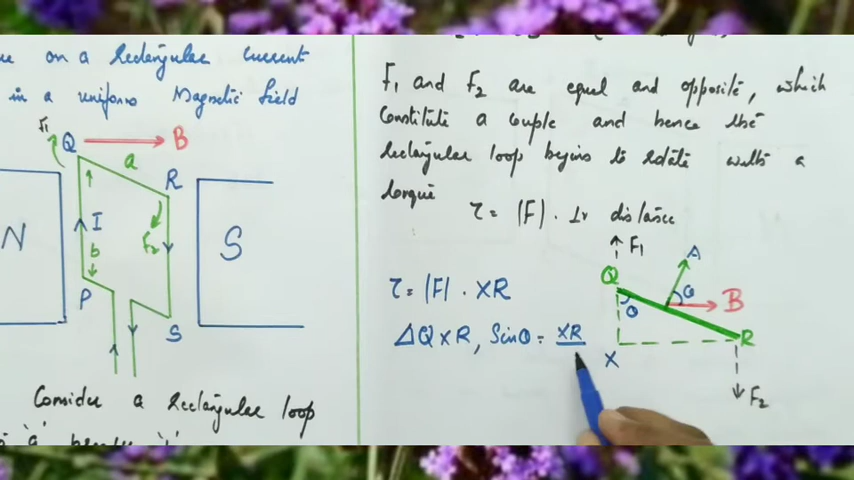 on a Rectangular current
in a uniform Magnetic field
F₁
Q
B
a
R
N
I
F₂
S
b
P
S
Consider a Rectangular loop
F₁ and F₂ are equal and opposite, which
Constitute a couple and hence the
rectangular loop begins to rotate with a
torque
τ = |F| . ⊥r distance
τ = |F| . XR
ΔQXR, Sinθ = XR
F₁
Q
A
θ
B
θ
R
X
F₂